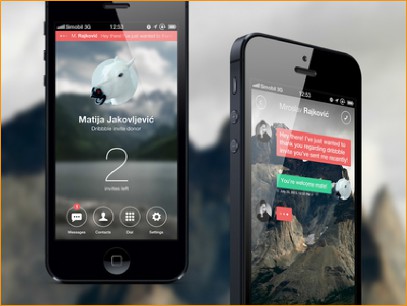 Simobil 3G 12:53
M. Rajković Hey there! I've just wanted to
Matija Jakovljević
Dribbble invite donor
2
invites left
Messages Contacts Dial Settings
Simobil 3G 12:53
Rajković
Hey there! I've just wanted to
thank you regarding dribbble
invite you've sent me recently!
You're welcome mate!